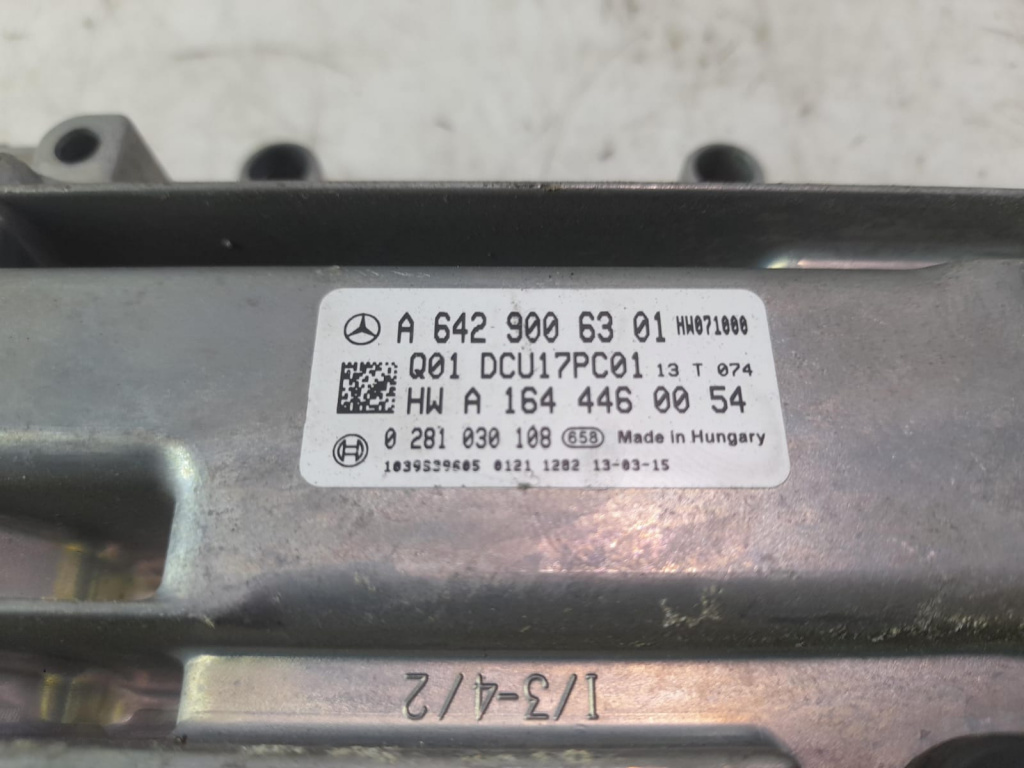 A 642 900 63 01 HW071000
Q01 DCU17PC01 13 T 074
HW A 164 446 00 54
0 281 030 108 658 Made in Hungary
1039S39605 0121 1282 13-03-15
1/3-4/2